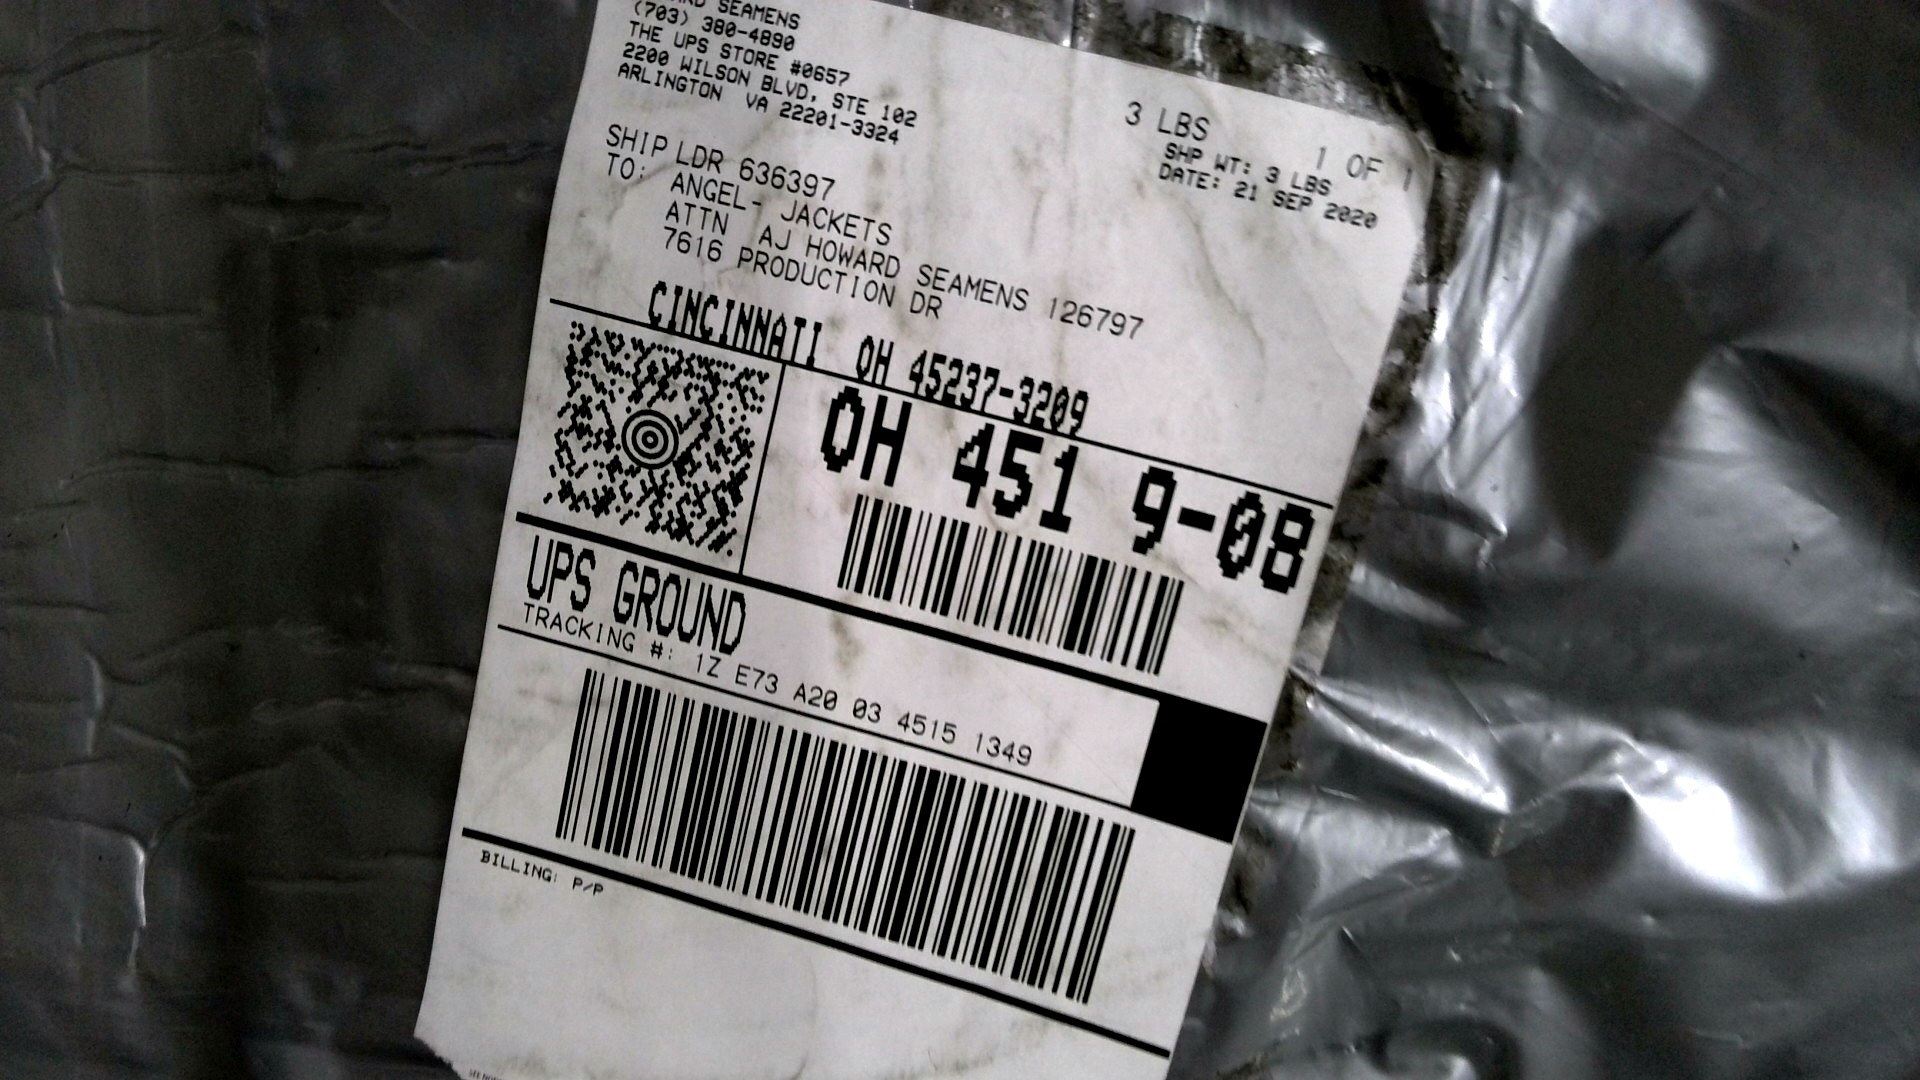 SEAMENS
(703) 380-4890
THE UPS STORE #0657
2200 WILSON BLVD, STE 102
ARLINGTON VA 22201-3324
3 LBS
1 OF 1
SHP WT: 3 LBS
DATE: 21 SEP 2020
SHIP LDR 636397
TO: ANGEL- JACKETS
ATTN AJ HOWARD SEAMENS 126797
7616 PRODUCTION DR
CINCINNATI OH 45237-3209
OH 451 9-08
UPS GROUND
TRACKING #: 1Z E73 A20 03 4515 1349
BILLING: P/P